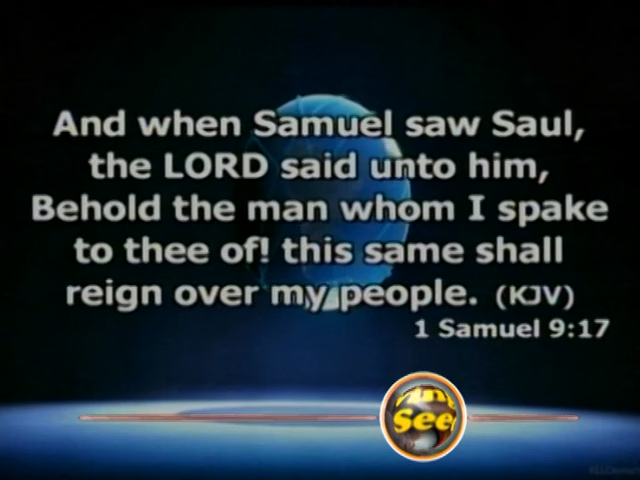 And when Samuel saw Saul,
the LORD said unto him,
Behold the man whom I spake
to thee of! this same shall
reign over my people. (KJV)
1 Samuel 9:17
See